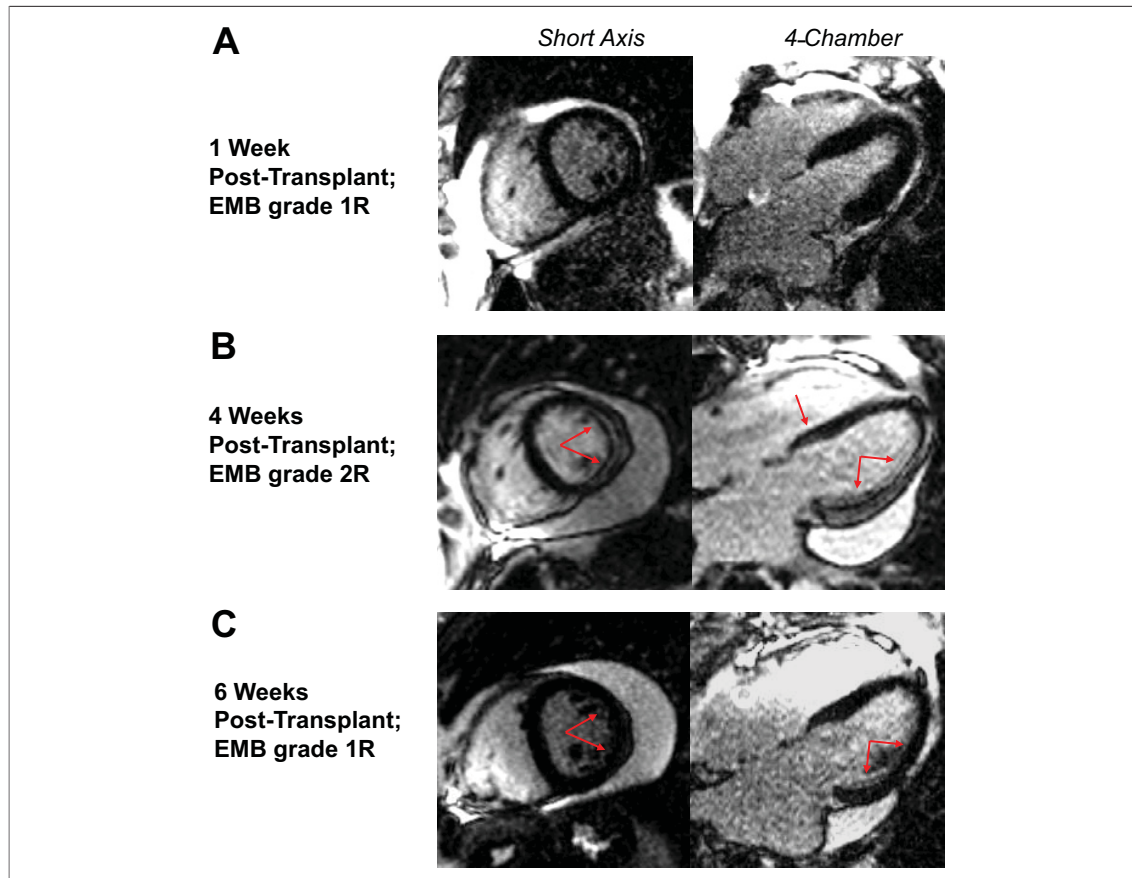 A
Short Axis
4-Chamber
1 Week
Post-Transplant;
EMB grade 1R
B
4 Weeks
Post-Transplant;
EMB grade 2R
C
6 Weeks
Post-Transplant;
EMB grade 1R